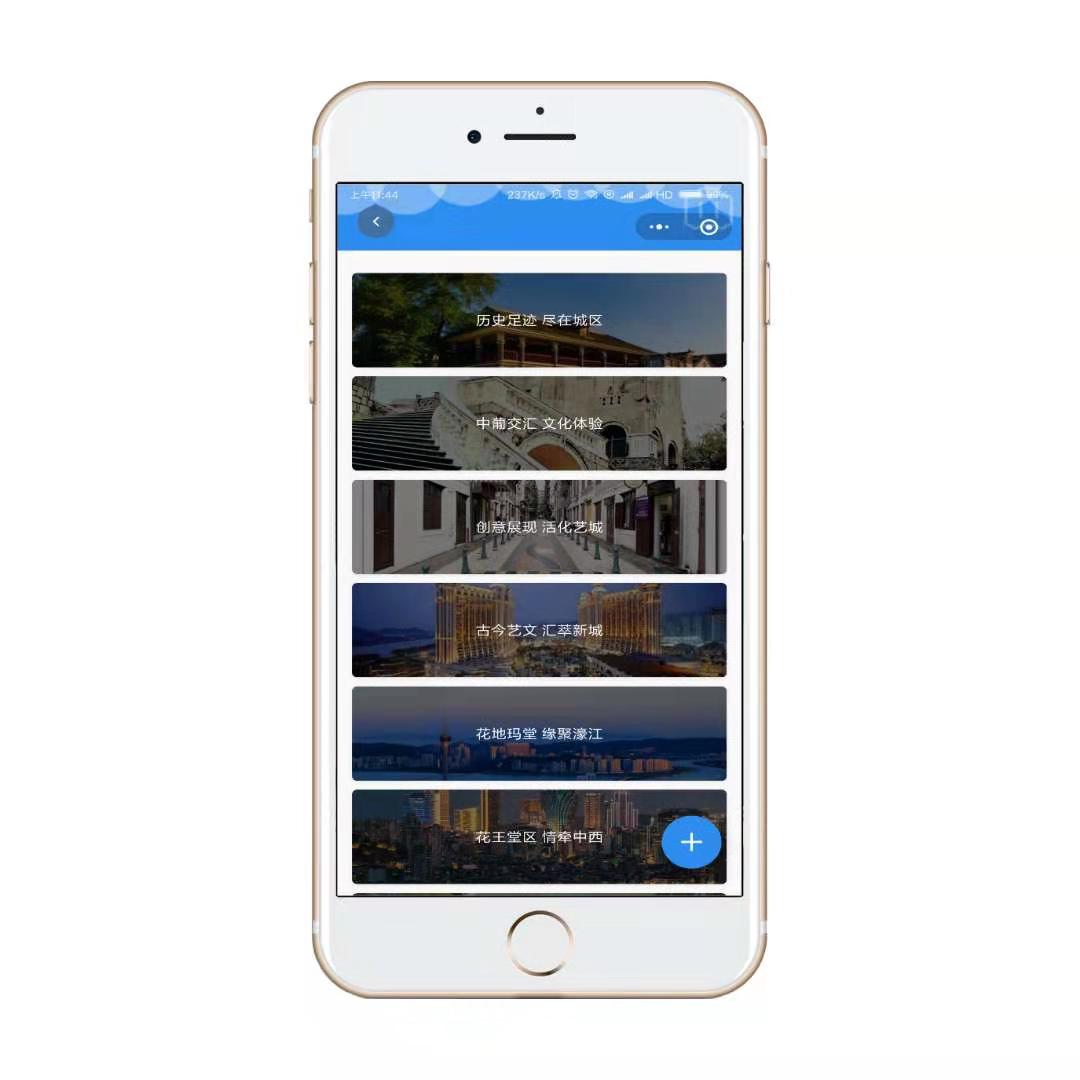 上午11:44
237K/s
HD
99%
历史足迹 尽在城区
中葡交汇 文化体验
创意展现 活化艺城
古今艺文 汇萃新城
花地玛堂 缘聚濠江
花王堂区 情牵中西